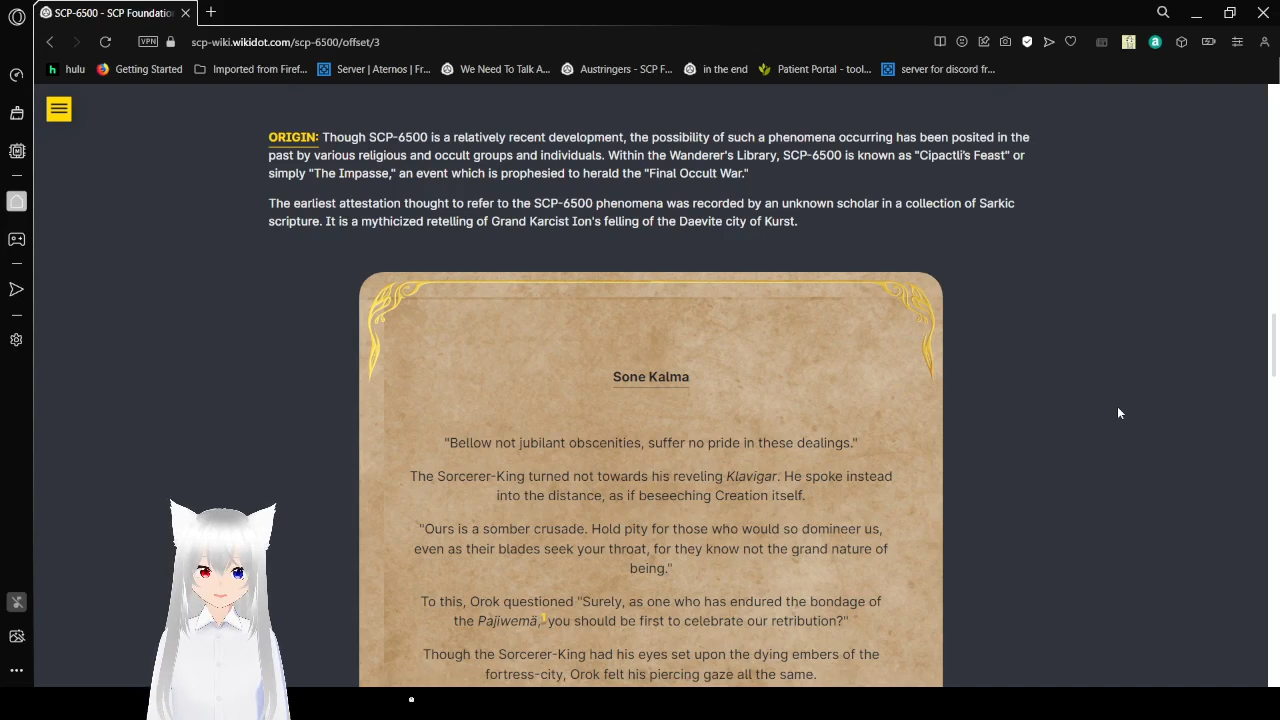 SCP-6500 - SCP Foundatio
VPN
scp-wiki.wikidot.com/scp-6500/offset/3
hulu
Getting Started
Imported from Firef...
Server | Aternos | Fr...
We Need To Talk A...
Austringers - SCP F...
in the end
Patient Portal - tool...
server for discord fr...
ORIGIN: Though SCP-6500 is a relatively recent development, the possibility of such a phenomena occurring has been posited in the
past by various religious and occult groups and individuals. Within the Wanderer's Library, SCP-6500 is known as "Cipactli's Feast" or
simply "The Impasse," an event which is prophesied to herald the "Final Occult War."
The earliest attestation thought to refer to the SCP-6500 phenomena was recorded by an unknown scholar in a collection of Sarkic
scripture. It is a mythicized retelling of Grand Karcist Ion's felling of the Daevite city of Kurst.
Sone Kalma
"Bellow not jubilant obscenities, suffer no pride in these dealings."
The Sorcerer-King turned not towards his reveling Klavigar. He spoke instead
into the distance, as if beseeching Creation itself.
"Ours is a somber crusade. Hold pity for those who would so domineer us,
even as their blades seek your throat, for they know not the grand nature of
being."
To this, Orok questioned "Surely, as one who has endured the bondage of
the Pàjiwemä,1 you should be first to celebrate our retribution?"
Though the Sorcerer-King had his eyes set upon the dying embers of the
fortress-city, Orok felt his piercing gaze all the same.